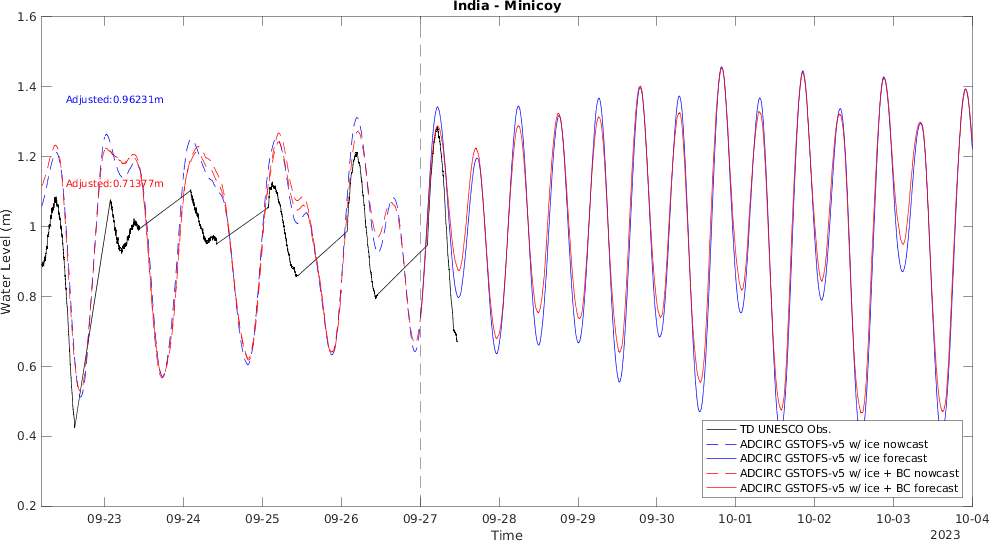 India - Minicoy
1.6
1.4
1.2
1
0.8
0.6
0.4
0.2
Water Level (m)
Adjusted:0.96231m
Adjusted:0.71377m
TD UNESCO Obs.
ADCIRC GSTOFS-v5 w/ ice nowcast
ADCIRC GSTOFS-v5 w/ ice forecast
ADCIRC GSTOFS-v5 w/ ice + BC nowcast
ADCIRC GSTOFS-v5 w/ ice + BC forecast
09-23 09-24 09-25 09-26 09-27 09-28 09-29 09-30 10-01 10-02 10-03 10-04
Time
2023